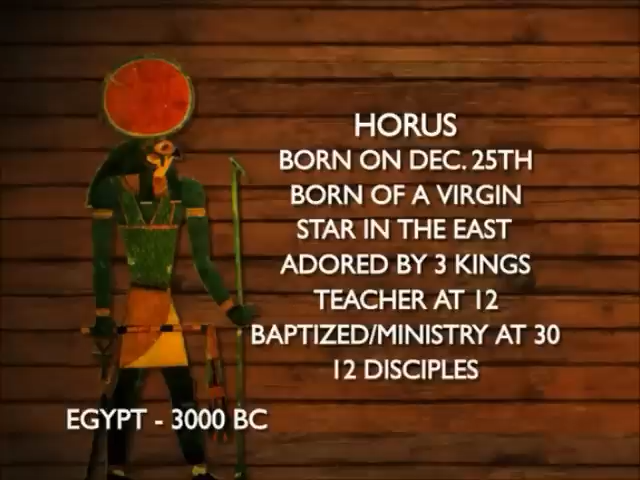 HORUS
BORN ON DEC. 25TH
BORN OF A VIRGIN
STAR IN THE EAST
ADORED BY 3 KINGS
TEACHER AT 12
BAPTIZED/MINISTRY AT 30
12 DISCIPLES
EGYPT - 3000 BC